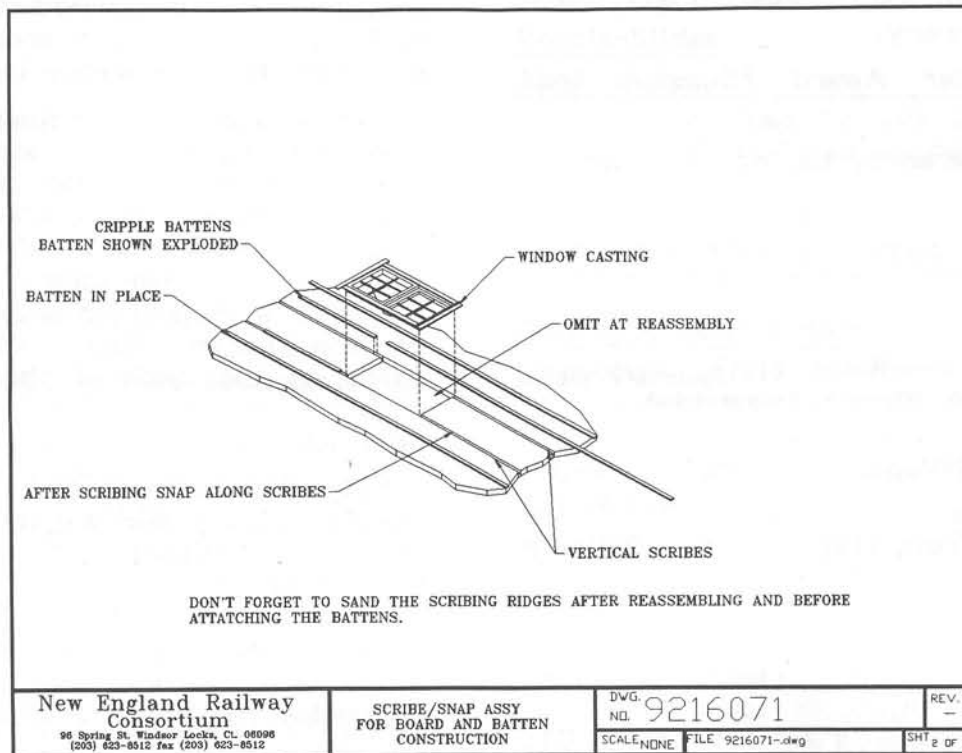 CRIPPLE BATTENS
BATTEN SHOWN EXPLODED
WINDOW CASTING
BATTEN IN PLACE
OMIT AT REASSEMBLY
AFTER SCRIBING SNAP ALONG SCRIBES
VERTICAL SCRIBES
DON'T FORGET TO SAND THE SCRIBING RIDGES AFTER REASSEMBLING AND BEFORE
ATTATCHING THE BATTENS.
New England Railway
Consortium
96 Spring St. Windsor Locks, Ct. 06096
(203) 623-8512 fax (203) 623-8512
SCRIBE/SNAP ASSY
FOR BOARD AND BATTEN
CONSTRUCTION
DWG.
NO. 9216071
REV.
-
SCALE NONE
FILE 9216071-.dwg
SHT 2 OF